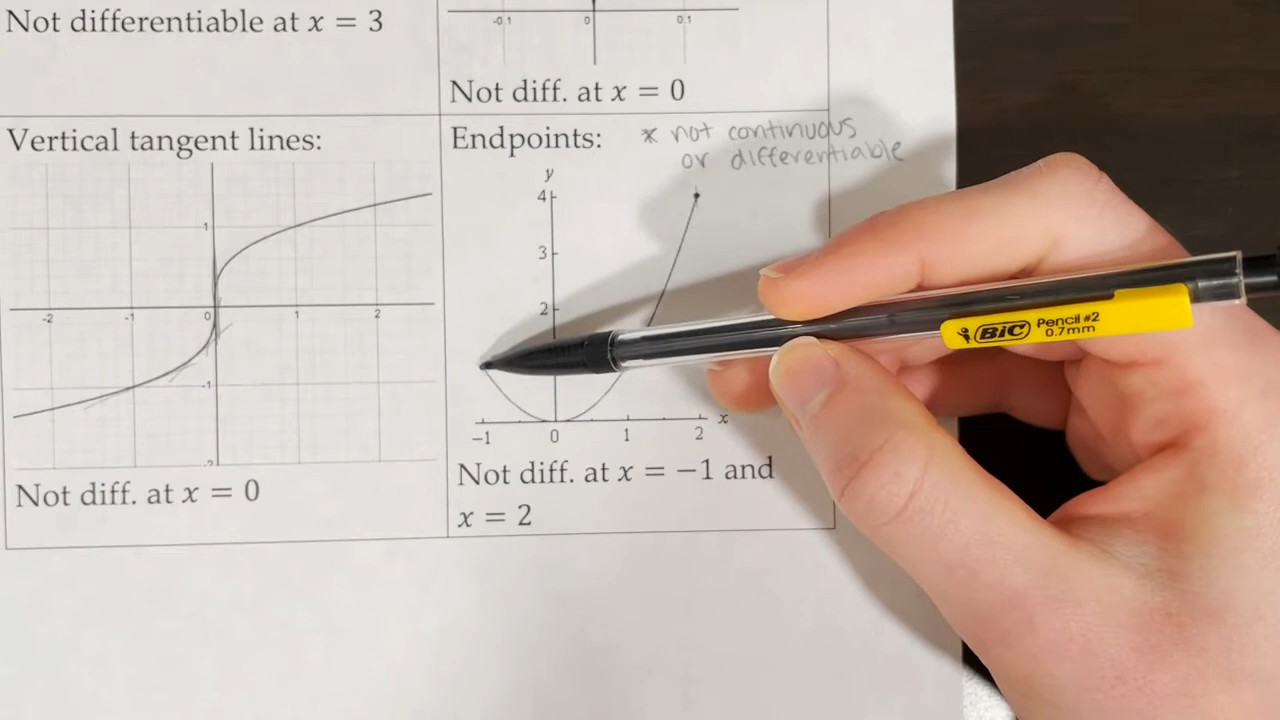 Not differentiable at x = 3
-0.1 0 0.1
Not diff. at x = 0
Vertical tangent lines:
1
-2 -1 0 1 2
-1
-2
Not diff. at x = 0
Endpoints:
* not continuous
or differentiable
y
4
3
2
x
-1 0 1 2
Not diff. at x = −1 and
x = 2
BiC Pencil #2
0.7mm